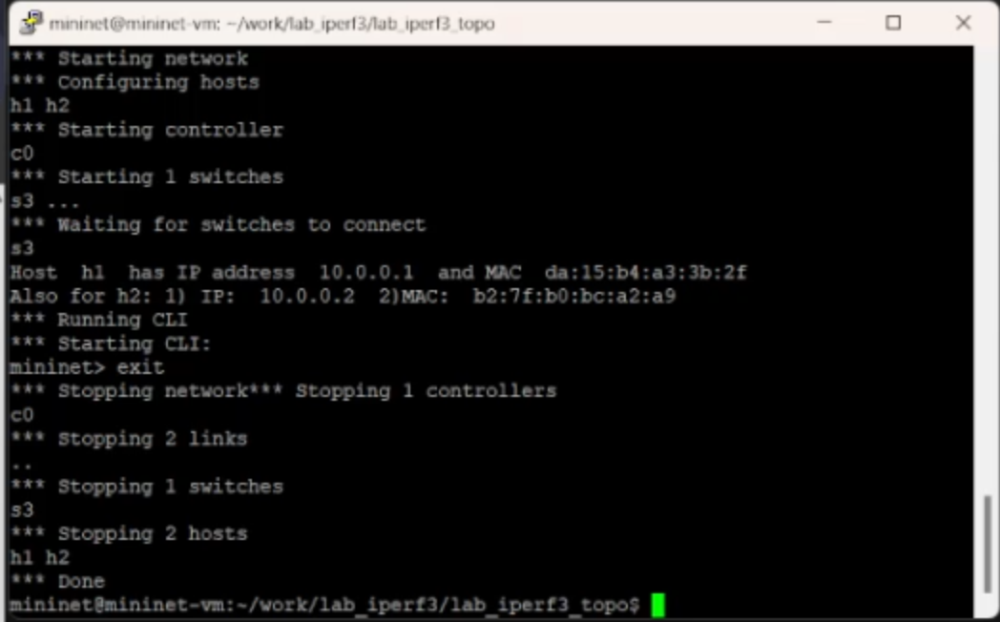 mininet@mininet-vm: ~/work/lab_iperf3/lab_iperf3_topo
*** Starting network
*** Configuring hosts
h1 h2
*** Starting controller
c0
*** Starting 1 switches
s3 ...
*** Waiting for switches to connect
s3
Host  h1  has IP address  10.0.0.1  and MAC  da:15:b4:a3:3b:2f
Also for h2: 1) IP:  10.0.0.2  2)MAC:  b2:7f:b0:bc:a2:a9
*** Running CLI
*** Starting CLI:
mininet> exit
*** Stopping network*** Stopping 1 controllers
c0
*** Stopping 2 links
..
*** Stopping 1 switches
s3
*** Stopping 2 hosts
h1 h2
*** Done
mininet@mininet-vm:~/work/lab_iperf3/lab_iperf3_topo$